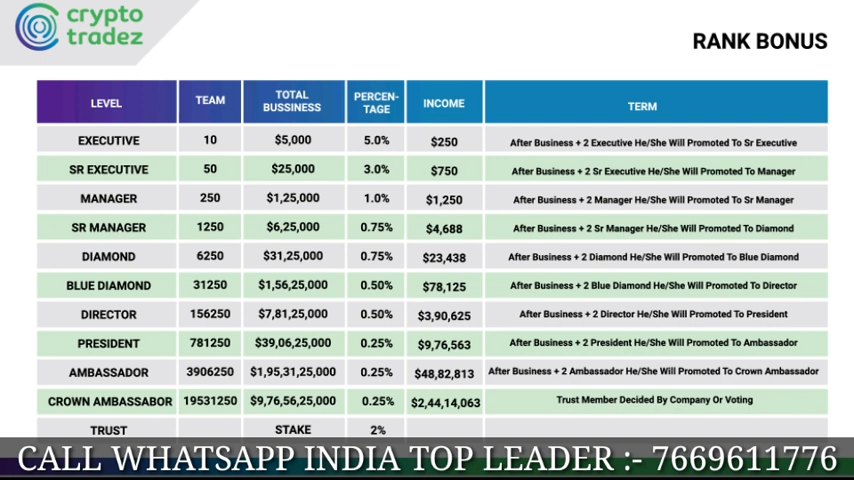 crypto
tradez
RANK BONUS
LEVEL TEAM TOTAL BUSSINESS PERCEN-TAGE INCOME TERM
EXECUTIVE 10 $5,000 5.0% $250 After Business + 2 Executive He/She Will Promoted To Sr Executive
SR EXECUTIVE 50 $25,000 3.0% $750 After Business + 2 Sr Executive He/She Will Promoted To Manager
MANAGER 250 $1,25,000 1.0% $1,250 After Business + 2 Manager He/She Will Promoted To Sr Manager
SR MANAGER 1250 $6,25,000 0.75% $4,688 After Business + 2 Sr Manager He/She Will Promoted To Diamond
DIAMOND 6250 $31,25,000 0.75% $23,438 After Business + 2 Diamond He/She Will Promoted To Blue Diamond
BLUE DIAMOND 31250 $1,56,25,000 0.50% $78,125 After Business + 2 Blue Diamond He/She Will Promoted To Director
DIRECTOR 156250 $7,81,25,000 0.50% $3,90,625 After Business + 2 Director He/She Will Promoted To President
PRESIDENT 781250 $39,06,25,000 0.25% $9,76,563 After Business + 2 President He/She Will Promoted To Ambassador
AMBASSADOR 3906250 $1,95,31,25,000 0.25% $48,82,813 After Business + 2 Ambassador He/She Will Promoted To Crown Ambassador
CROWN AMBASSABOR 19531250 $9,76,56,25,000 0.25% $2,44,14,063 Trust Member Decided By Company Or Voting
TRUST STAKE 2%
CALL WHATSAPP INDIA TOP LEADER :- 7669611776